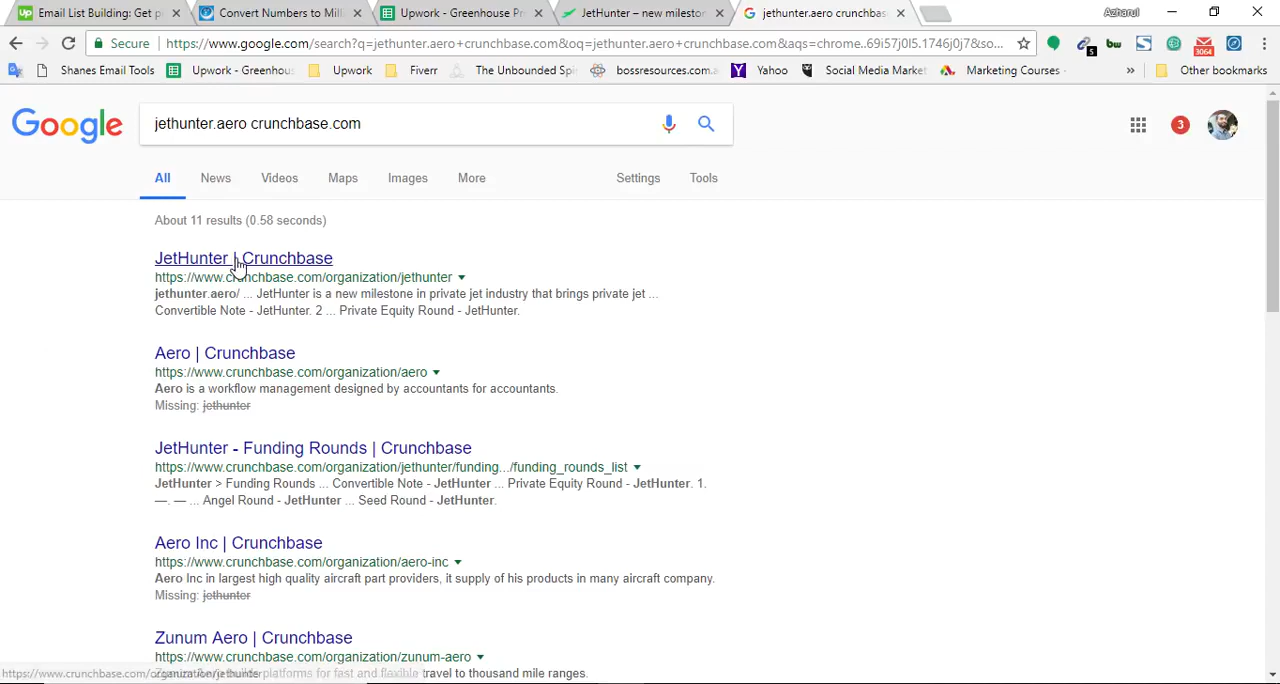 Email List Building: Get p
Convert Numbers to Milli
Upwork - Greenhouse Pr
JetHunter – new mileston
jethunter.aero crunchbas
Azharul
Secure
https://www.google.com/search?q=jethunter.aero+crunchbase.com&oq=jethunter.aero+crunchbase.com&aqs=chrome..69i57j0l5.1746j0j7&so...
5
bw
3064
Shanes Email Tools
Upwork - Greenhous
Upwork
Fiverr
The Unbounded Spi
bossresources.com.a
Yahoo
Social Media Market
Marketing Courses -
»
Other bookmarks
Google
jethunter.aero crunchbase.com
3
All
News
Videos
Maps
Images
More
Settings
Tools
About 11 results (0.58 seconds)
JetHunter | Crunchbase
https://www.crunchbase.com/organization/jethunter
jethunter.aero/ ... JetHunter is a new milestone in private jet industry that brings private jet ...
Convertible Note - JetHunter. 2 ... Private Equity Round - JetHunter.
Aero | Crunchbase
https://www.crunchbase.com/organization/aero
Aero is a workflow management designed by accountants for accountants.
Missing: jethunter
JetHunter - Funding Rounds | Crunchbase
https://www.crunchbase.com/organization/jethunter/funding.../funding_rounds_list
JetHunter > Funding Rounds ... Convertible Note - JetHunter ... Private Equity Round - JetHunter. 1.
—. — ... Angel Round - JetHunter ... Seed Round - JetHunter.
Aero Inc | Crunchbase
https://www.crunchbase.com/organization/aero-inc
Aero Inc in largest high quality aircraft part providers, it supply of his products in many aircraft company.
Missing: jethunter
Zunum Aero | Crunchbase
https://www.crunchbase.com/organization/zunum-aero
platforms for fast and flexible travel to thousand mile ranges.
https://www.crunchbase.com/organization/jethunter